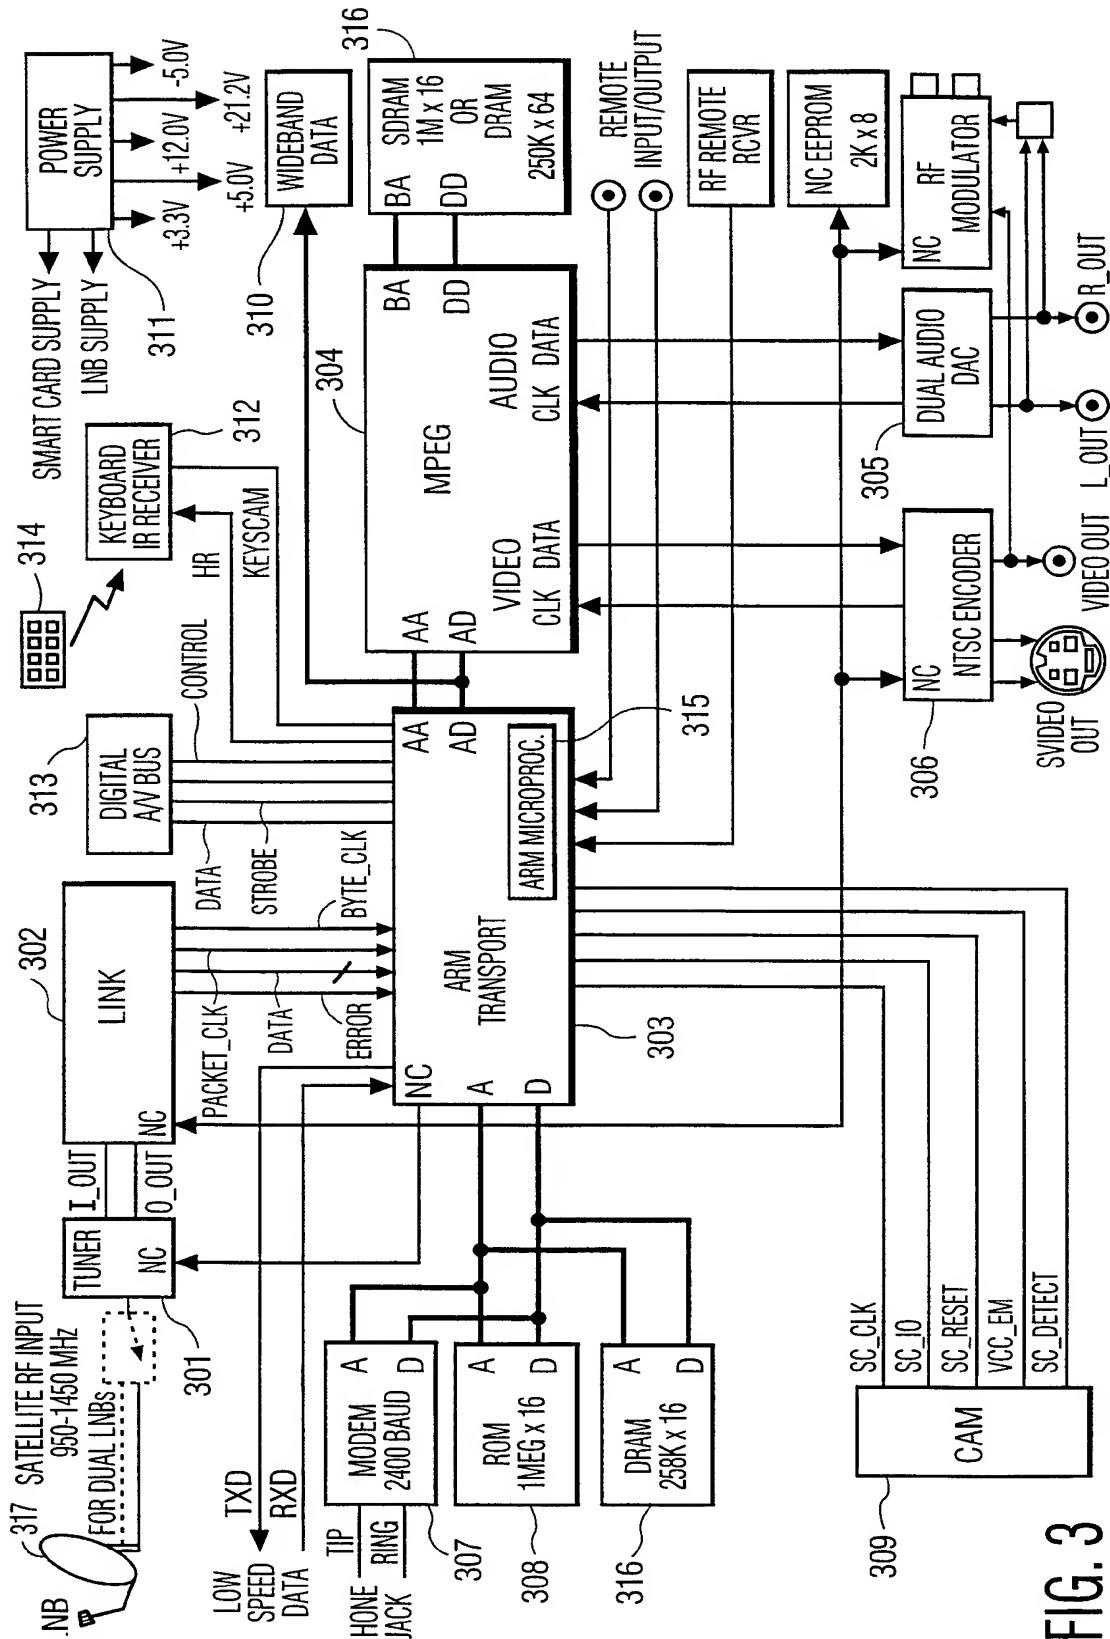 .NB
317
SATELLITE RF INPUT
950-1450 MHz
FOR DUAL LNBs
301
TUNER
NC
I_OUT
O_OUT
302
LINK
NC
PACKET_CLK
DATA
ERROR
BYTE_CLK
313
DIGITAL
A/V BUS
DATA
STROBE
CONTROL
314
KEYBOARD
IR RECEIVER
312
HR
KEYSCAM
SMART CARD SUPPLY
LNB SUPPLY
311
POWER
SUPPLY
+3.3V
+5.0V
+12.0V
+21.2V
-5.0V
310
WIDEBAND
DATA
LOW
SPEED
DATA
TXD
RXD
HONE
JACK
TIP
RING
307
MODEM
2400 BAUD
A
D
308
ROM
1MEG x 16
A
D
316
DRAM
258K x 16
A
D
NC
A
D
ARM
TRANSPORT
303
AA
AD
ARM MICROPROC.
315
304
AA
AD
MPEG
VIDEO
CLK DATA
AUDIO
CLK DATA
BA
DD
BA
DD
SDRAM
1M x 16
OR
DRAM
250K x 64
316
REMOTE
INPUT/OUTPUT
RF REMOTE
RCVR
NC EEPROM
2K x 8
309
CAM
SC_CLK
SC_IO
SC_RESET
VCC_EM
SC_DETECT
306
NC
NTSC ENCODER
SVIDEO
OUT
VIDEO OUT
305
DUAL AUDIO
DAC
L_OUT
R_OUT
NC
RF
MODULATOR
FIG. 3